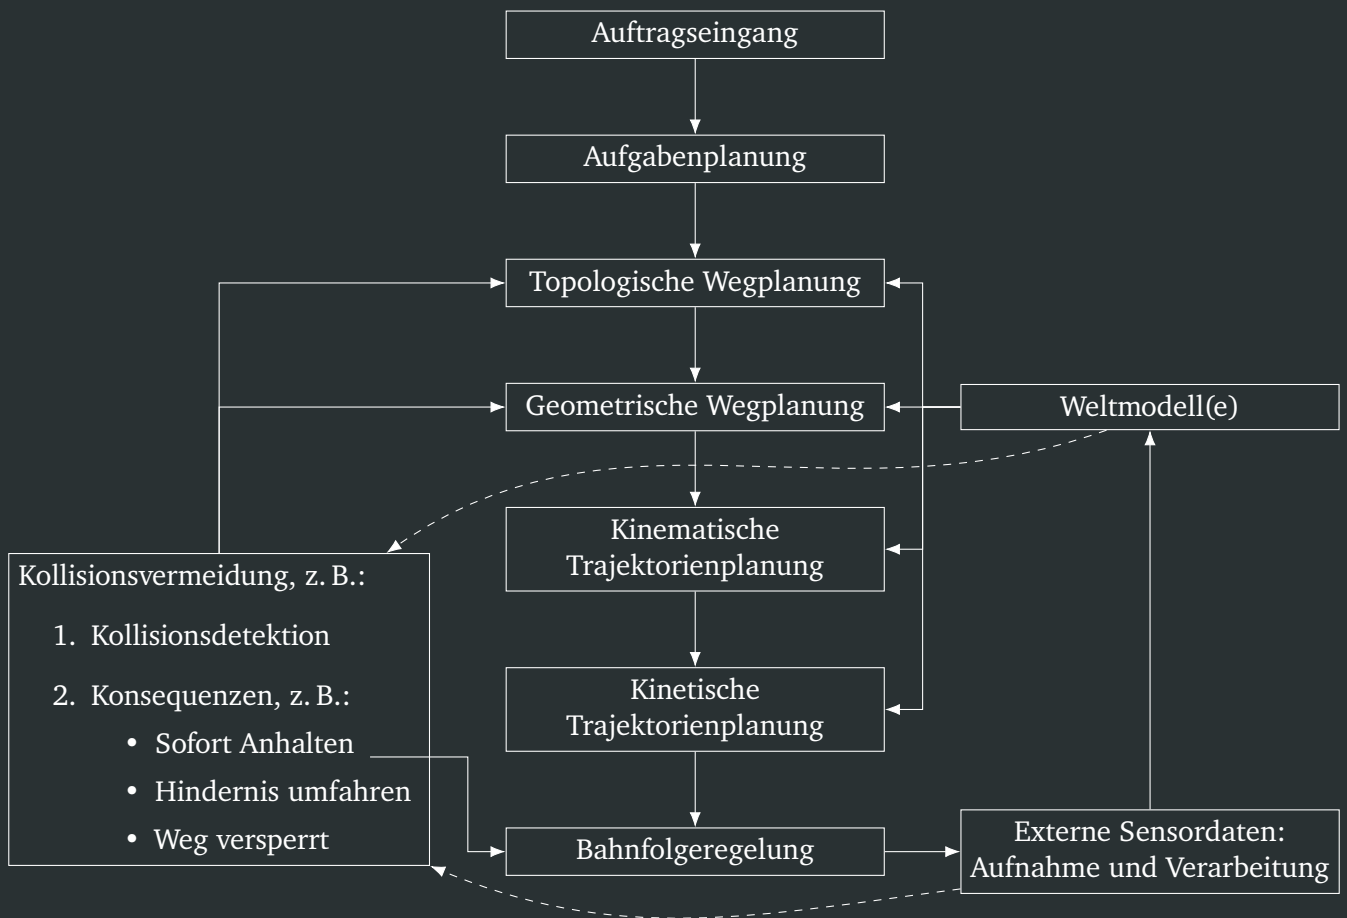 Auftragseingang
Aufgabenplanung
Topologische Wegplanung
Geometrische Wegplanung
Weltmodell(e)
Kinematische
Trajektorienplanung
Kollisionsvermeidung, z. B.:
1. Kollisionsdetektion
2. Konsequenzen, z. B.:
• Sofort Anhalten
• Hindernis umfahren
• Weg versperrt
Kinetische
Trajektorienplanung
Bahnfolgeregelung
Externe Sensordaten:
Aufnahme und Verarbeitung